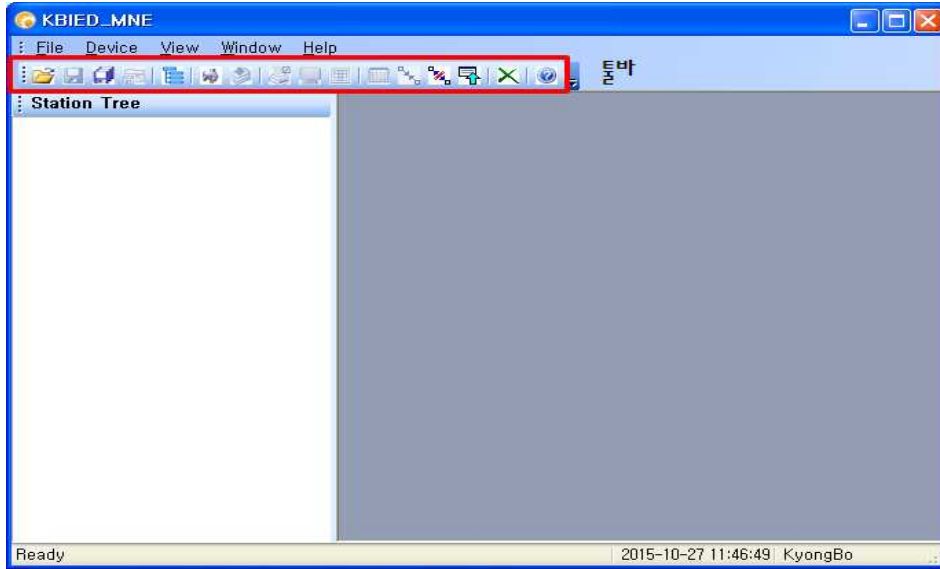 KBIED_MNE
File Device View Window Help
툴바
Station Tree
Ready 2015-10-27 11:46:49 KyongBo